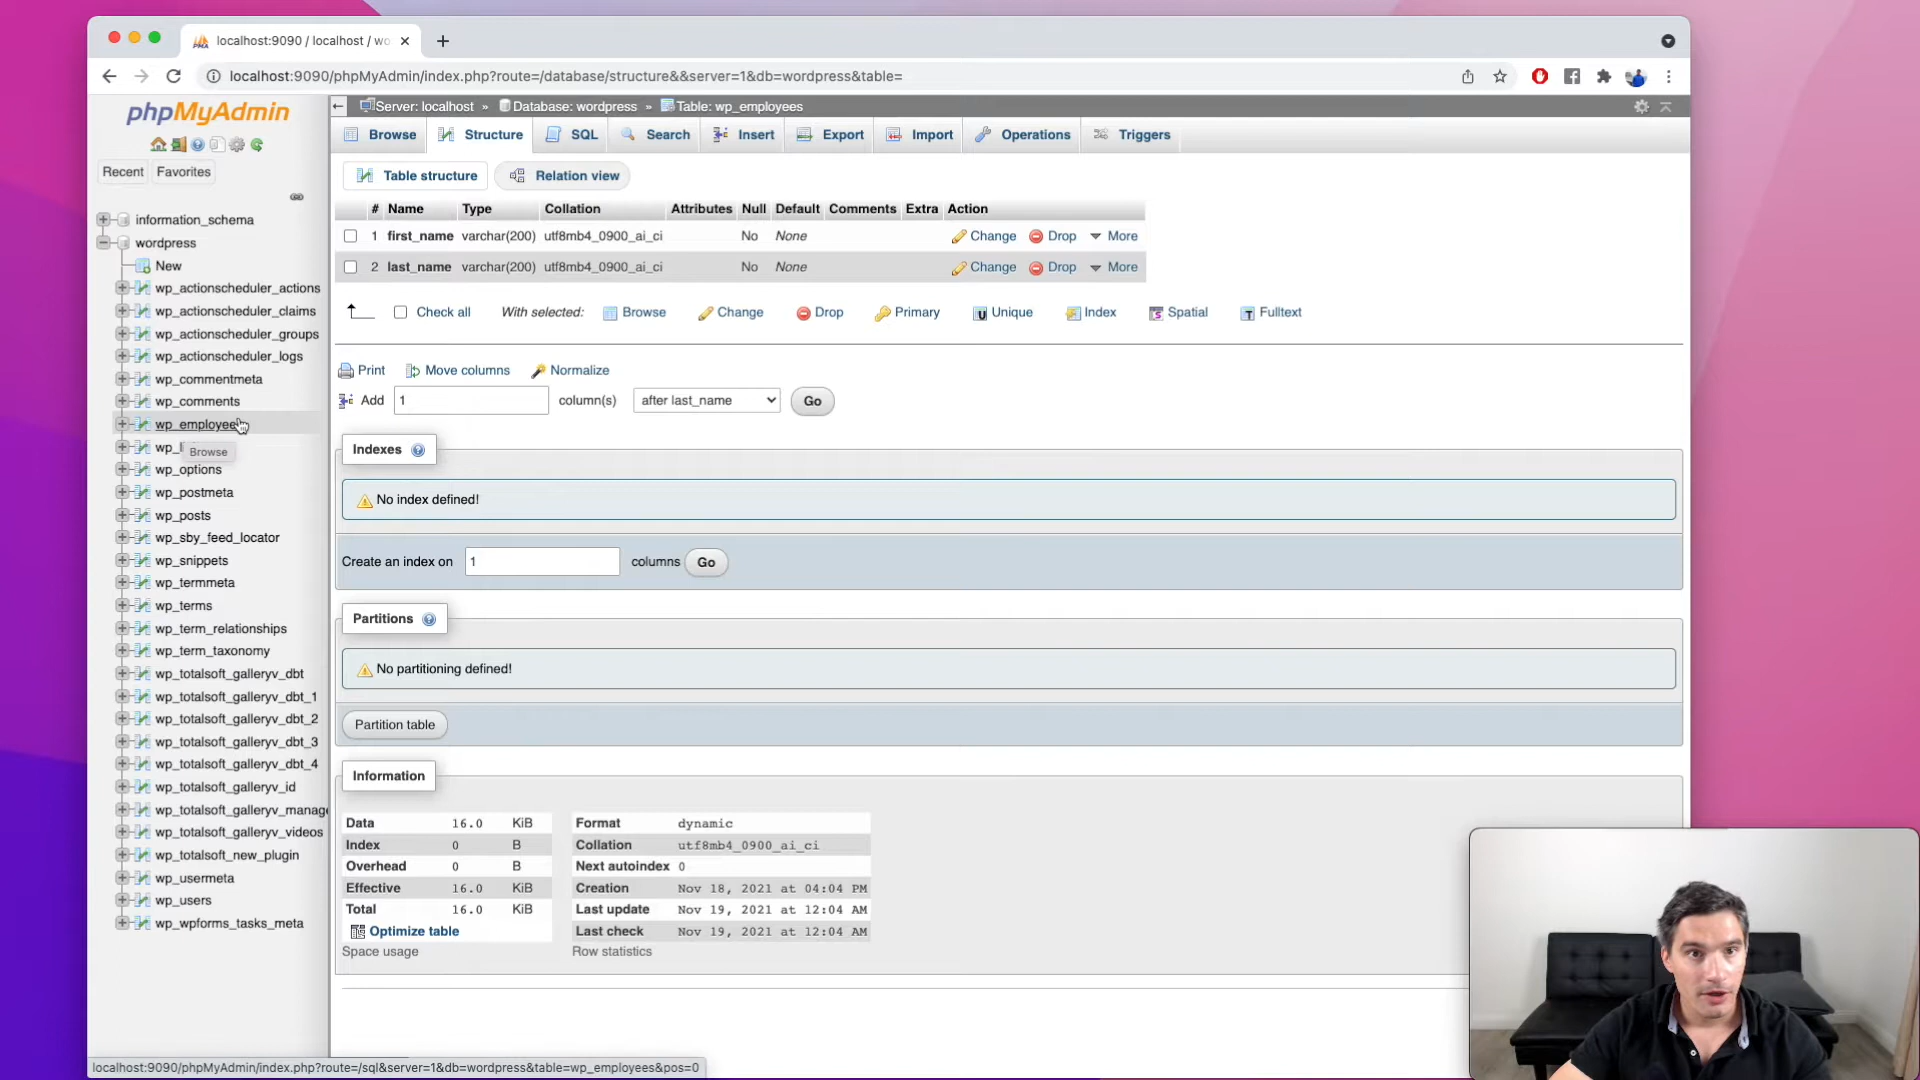 localhost:9090 / localhost / wo
localhost:9090/phpMyAdmin/index.php?route=/database/structure&&server=1&db=wordpress&table=
phpMyAdmin
Recent Favorites
information_schema
wordpress
New
wp_actionscheduler_actions
wp_actionscheduler_claims
wp_actionscheduler_groups
wp_actionscheduler_logs
wp_commentmeta
wp_comments
wp_employees
wp_l
Browse
wp_options
wp_postmeta
wp_posts
wp_sby_feed_locator
wp_snippets
wp_termmeta
wp_terms
wp_term_relationships
wp_term_taxonomy
wp_totalsoft_galleryv_dbt
wp_totalsoft_galleryv_dbt_1
wp_totalsoft_galleryv_dbt_2
wp_totalsoft_galleryv_dbt_3
wp_totalsoft_galleryv_dbt_4
wp_totalsoft_galleryv_id
wp_totalsoft_galleryv_manage
wp_totalsoft_galleryv_videos
wp_totalsoft_new_plugin
wp_usermeta
wp_users
wp_wpforms_tasks_meta
Server: localhost » Database: wordpress » Table: wp_employees
Browse Structure SQL Search Insert Export Import Operations Triggers
Table structure Relation view
# Name Type Collation Attributes Null Default Comments Extra Action
1 first_name varchar(200) utf8mb4_0900_ai_ci No None Change Drop More
2 last_name varchar(200) utf8mb4_0900_ai_ci No None Change Drop More
Check all With selected: Browse Change Drop Primary Unique Index Spatial Fulltext
Print Move columns Normalize
Add 1 column(s) after last_name Go
Indexes
No index defined!
Create an index on 1 columns Go
Partitions
No partitioning defined!
Partition table
Information
Data 16.0 KiB
Index 0 B
Overhead 0 B
Effective 16.0 KiB
Total 16.0 KiB
Optimize table
Space usage
Format dynamic
Collation utf8mb4_0900_ai_ci
Next autoindex 0
Creation Nov 18, 2021 at 04:04 PM
Last update Nov 19, 2021 at 12:04 AM
Last check Nov 19, 2021 at 12:04 AM
Row statistics
localhost:9090/phpMyAdmin/index.php?route=/sql&server=1&db=wordpress&table=wp_employees&pos=0